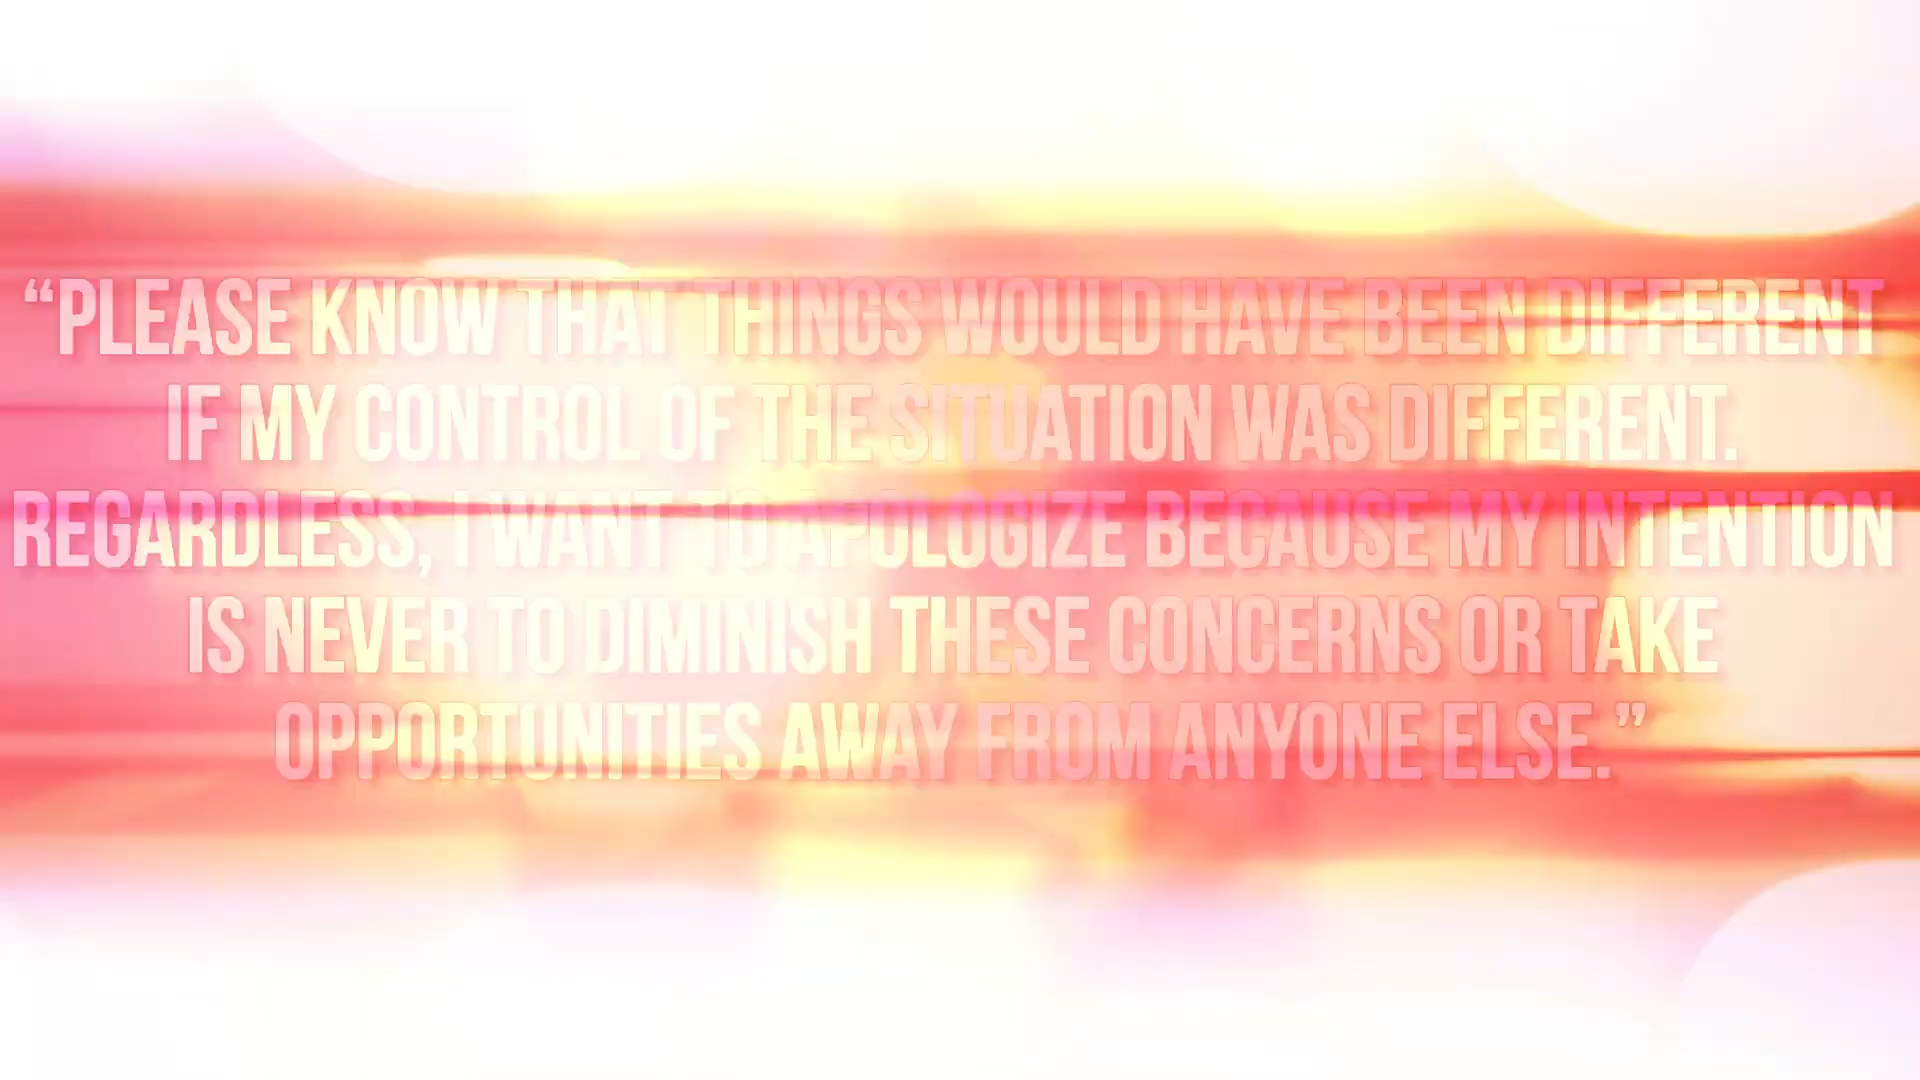 “PLEASE KNOW THAT THINGS WOULD HAVE BEEN DIFFERENT
IF MY CONTROL OF THE SITUATION WAS DIFFERENT.
REGARDLESS, I WANT TO APOLOGIZE BECAUSE MY INTENTION
IS NEVER TO DIMINISH THESE CONCERNS OR TAKE
OPPORTUNITIES AWAY FROM ANYONE ELSE.”